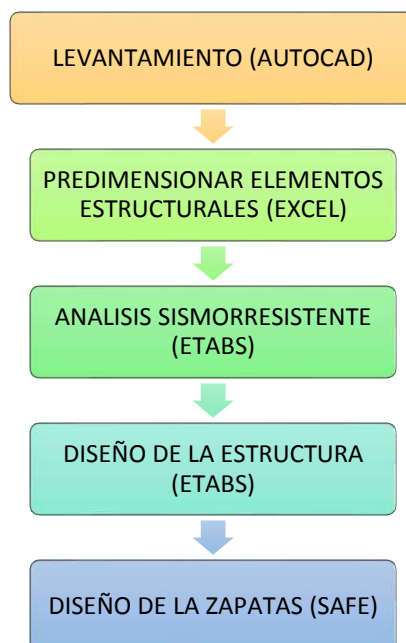 LEVANTAMIENTO (AUTOCAD)
PREDIMENSIONAR ELEMENTOS
ESTRUCTURALES (EXCEL)
ANALISIS SISMORRESISTENTE
(ETABS)
DISEÑO DE LA ESTRUCTURA
(ETABS)
DISEÑO DE LA ZAPATAS (SAFE)